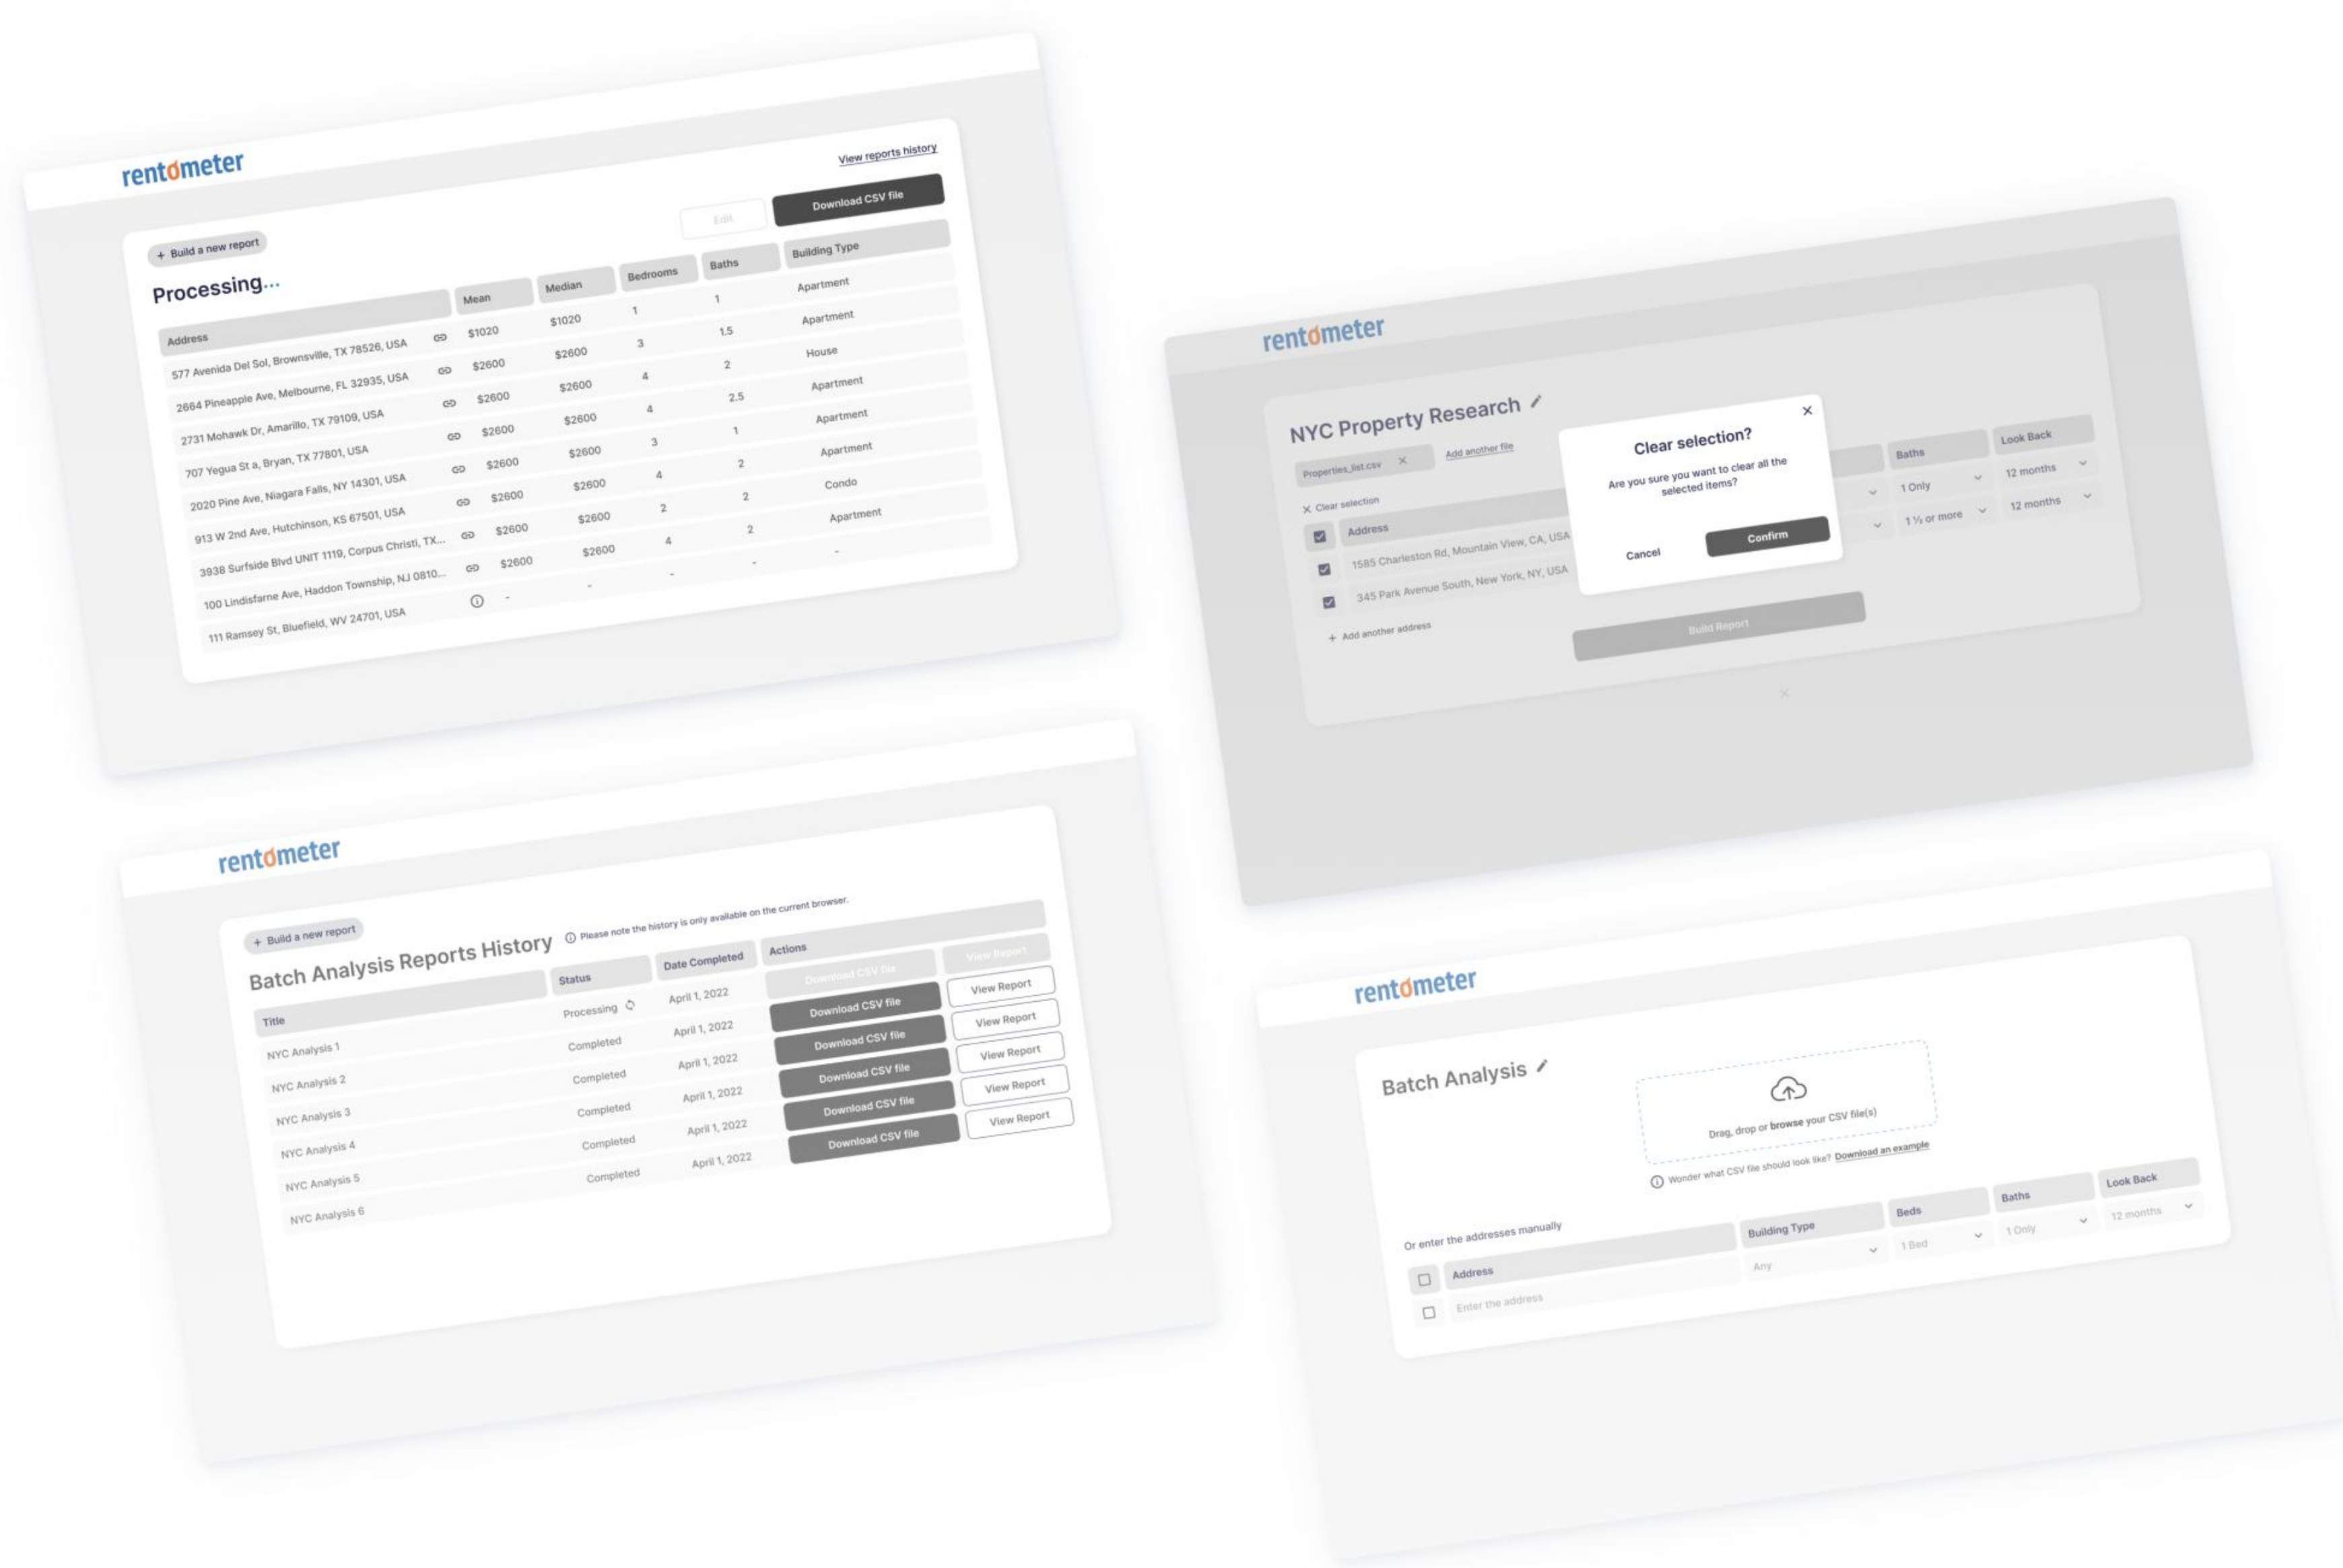 rentometer
View reports history
+ Build a new report
Edit
Download CSV file
Processing...
Address Mean Median Bedrooms Baths Building Type
577 Avenida Del Sol, Brownsville, TX 78526, USA $1020 $1020 1 1 Apartment
2664 Pineapple Ave, Melbourne, FL 32935, USA $2600 $2600 3 1.5 Apartment
2731 Mohawk Dr, Amarillo, TX 79109, USA $2600 $2600 4 2 House
707 Yegua St a, Bryan, TX 77801, USA $2600 $2600 4 2.5 Apartment
2020 Pine Ave, Niagara Falls, NY 14301, USA $2600 $2600 3 1 Apartment
913 W 2nd Ave, Hutchinson, KS 67501, USA $2600 $2600 4 2 Apartment
3938 Surfside Blvd UNIT 1119, Corpus Christi, TX... $2600 $2600 2 2 Condo
100 Lindisfarne Ave, Haddon Township, NJ 0810... $2600 $2600 4 2 Apartment
111 Ramsey St, Bluefield, WV 24701, USA - - - - -
rentometer
NYC Property Research
Properties_list.csv Add another file
Clear selection
Address Baths Look Back
1585 Charleston Rd, Mountain View, CA, USA 1 Only 12 months
345 Park Avenue South, New York, NY, USA 1 ½ or more 12 months
+ Add another address
Build Report
Clear selection?
Are you sure you want to clear all the
selected items?
Cancel Confirm
rentometer
+ Build a new report
Batch Analysis Reports History Please note the history is only available on the current browser.
Title Status Date Completed Actions
NYC Analysis 1 Processing April 1, 2022 Download CSV file View Report
NYC Analysis 2 Completed April 1, 2022 Download CSV file View Report
NYC Analysis 3 Completed April 1, 2022 Download CSV file View Report
NYC Analysis 4 Completed April 1, 2022 Download CSV file View Report
NYC Analysis 5 Completed April 1, 2022 Download CSV file View Report
NYC Analysis 6 Completed April 1, 2022 Download CSV file View Report
rentometer
Batch Analysis
Drag, drop or browse your CSV file(s)
Wonder what CSV file should look like? Download an example
Or enter the addresses manually
Address Building Type Beds Baths Look Back
Enter the address Any 1 Bed 1 Only 12 months